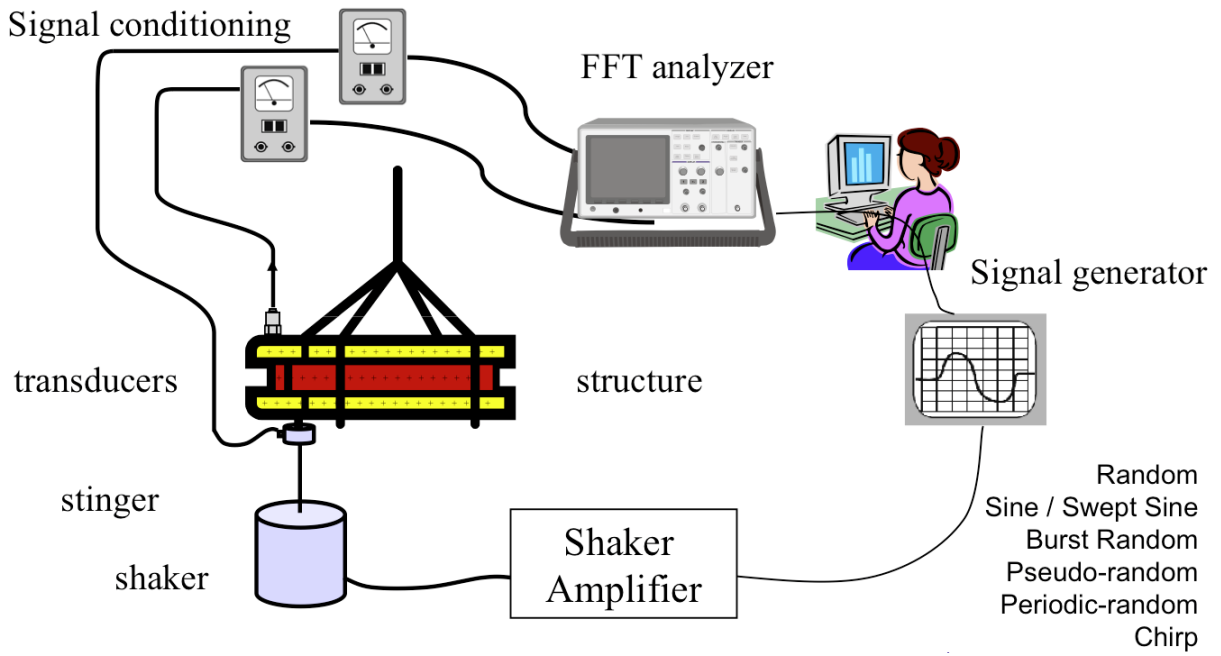 Signal conditioning
FFT analyzer
Signal generator
transducers
structure
stinger
shaker
Shaker
Amplifier
Random
Sine / Swept Sine
Burst Random
Pseudo-random
Periodic-random
Chirp